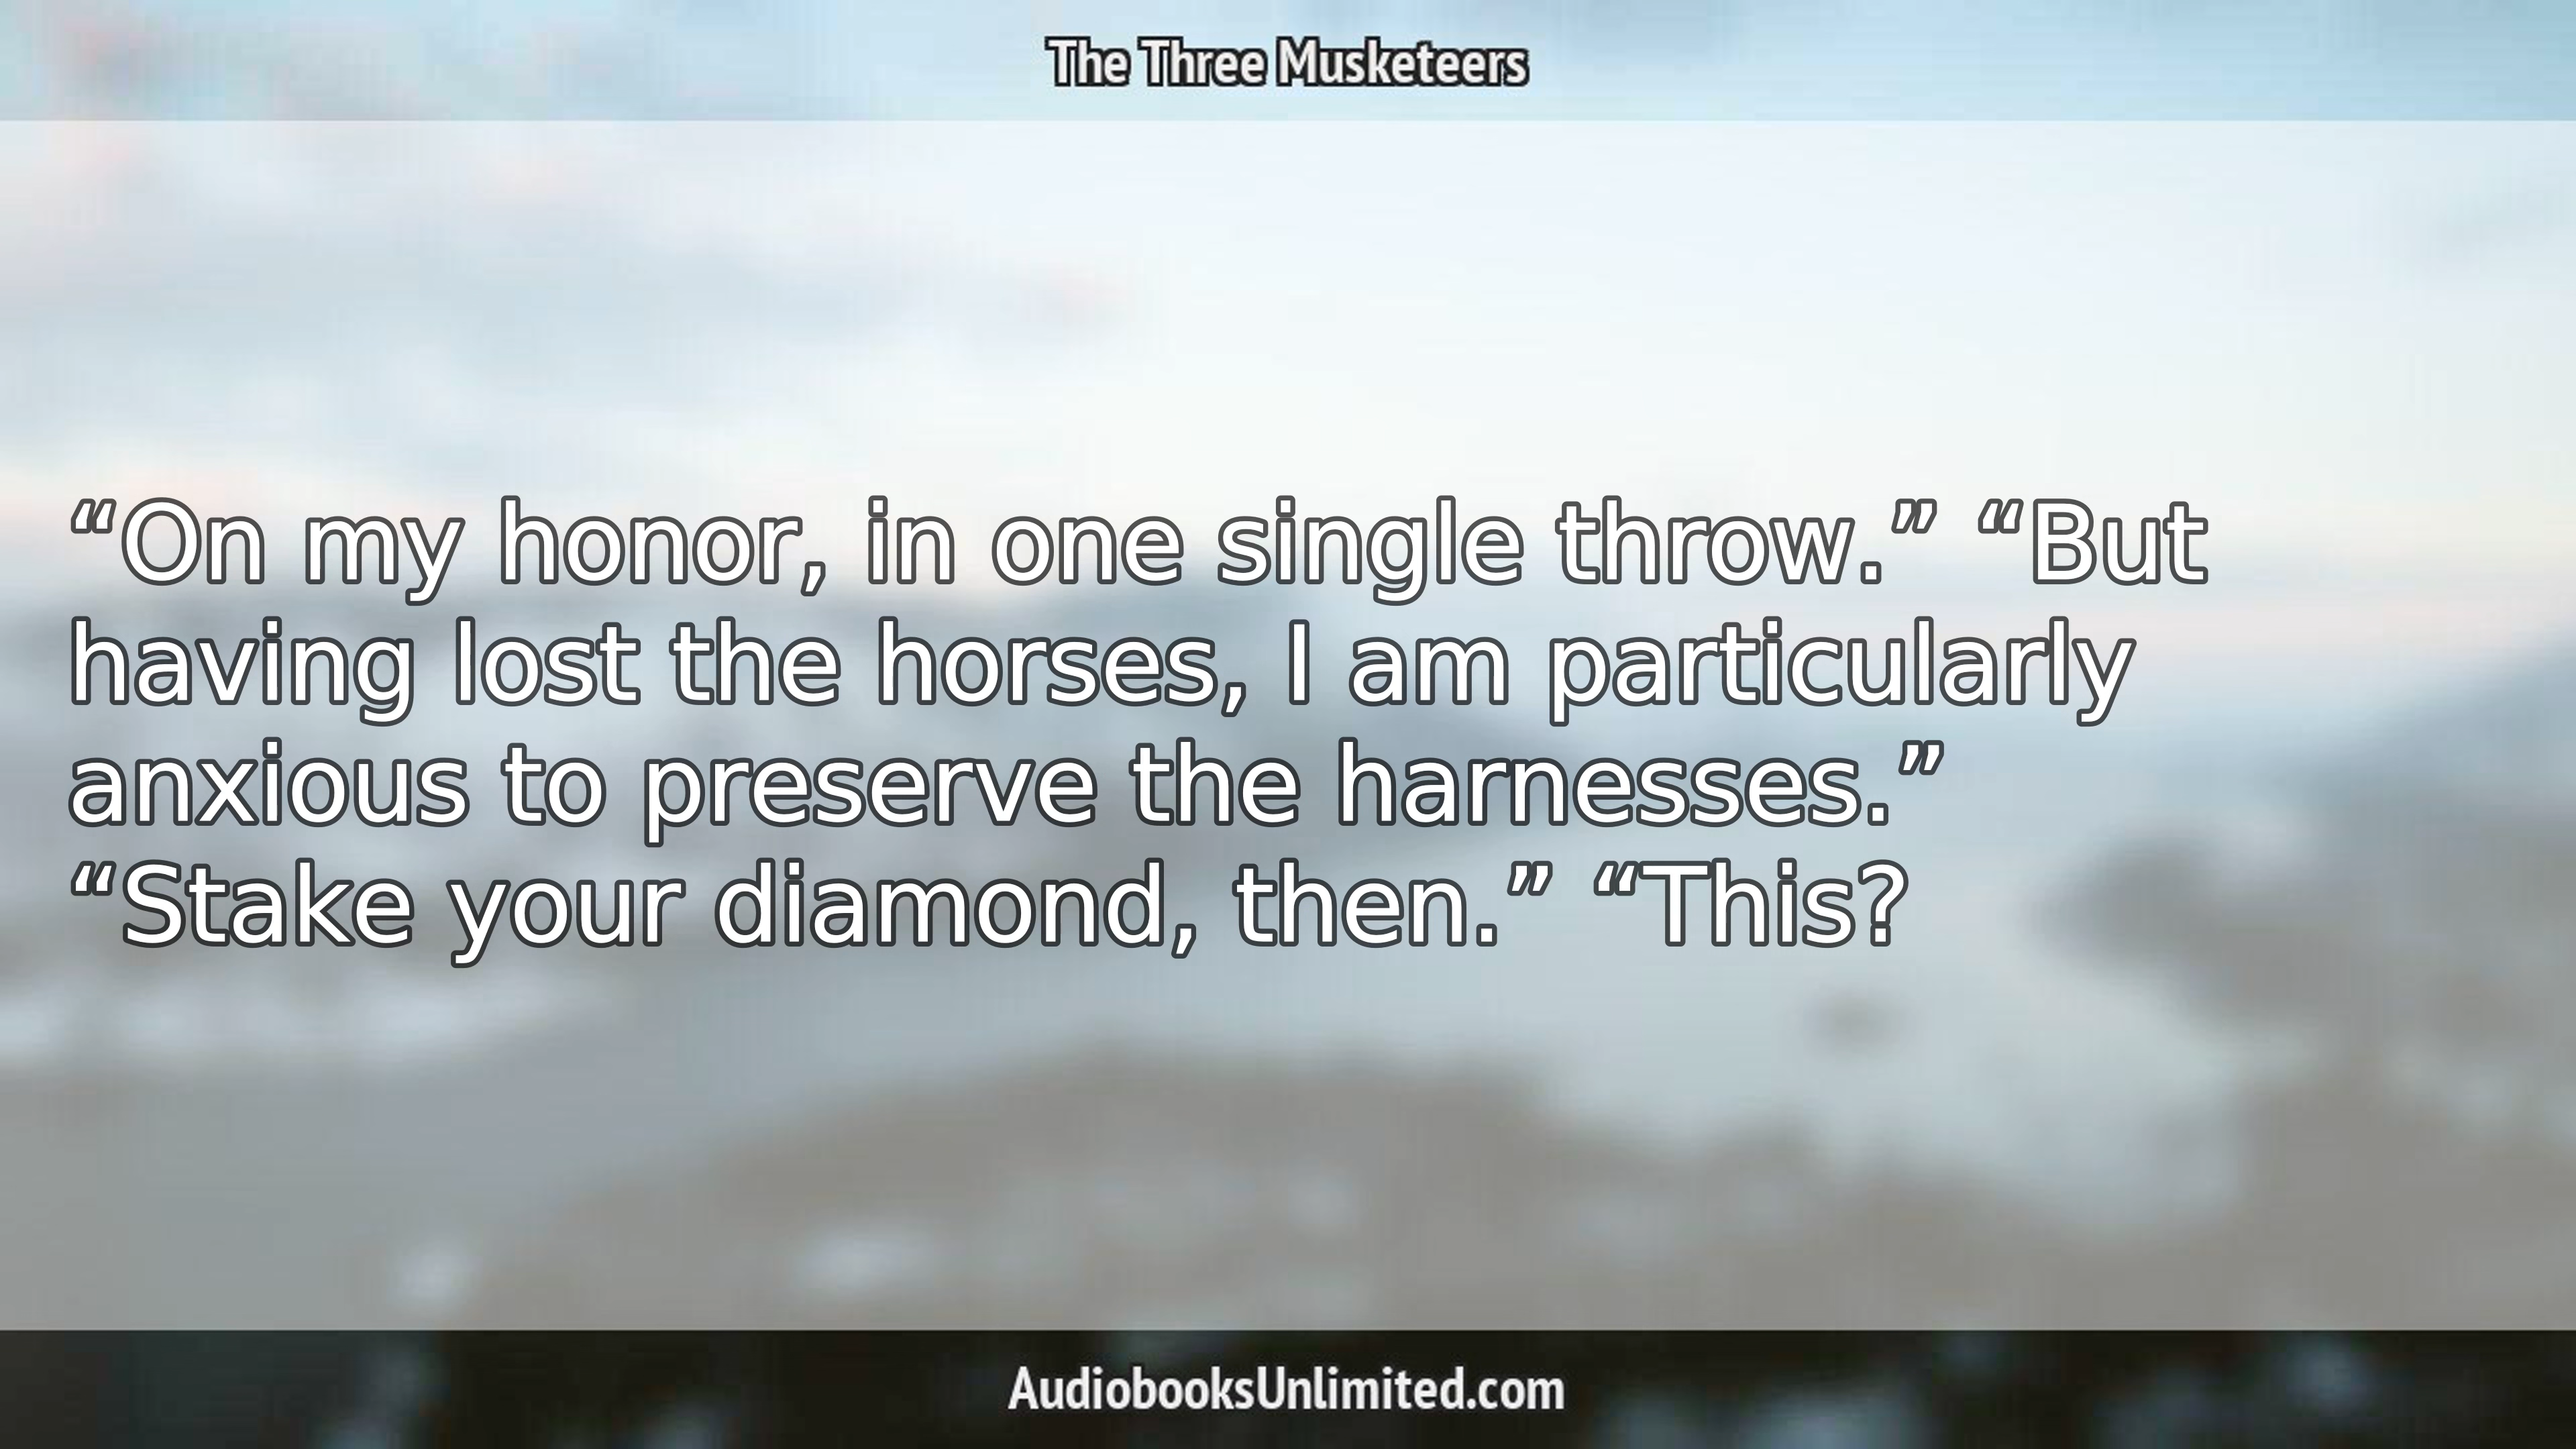 The Three Musketeers
“On my honor, in one single throw.” “But
having lost the horses, I am particularly
anxious to preserve the harnesses.”
“Stake your diamond, then.” “This?
AudiobooksUnlimited.com